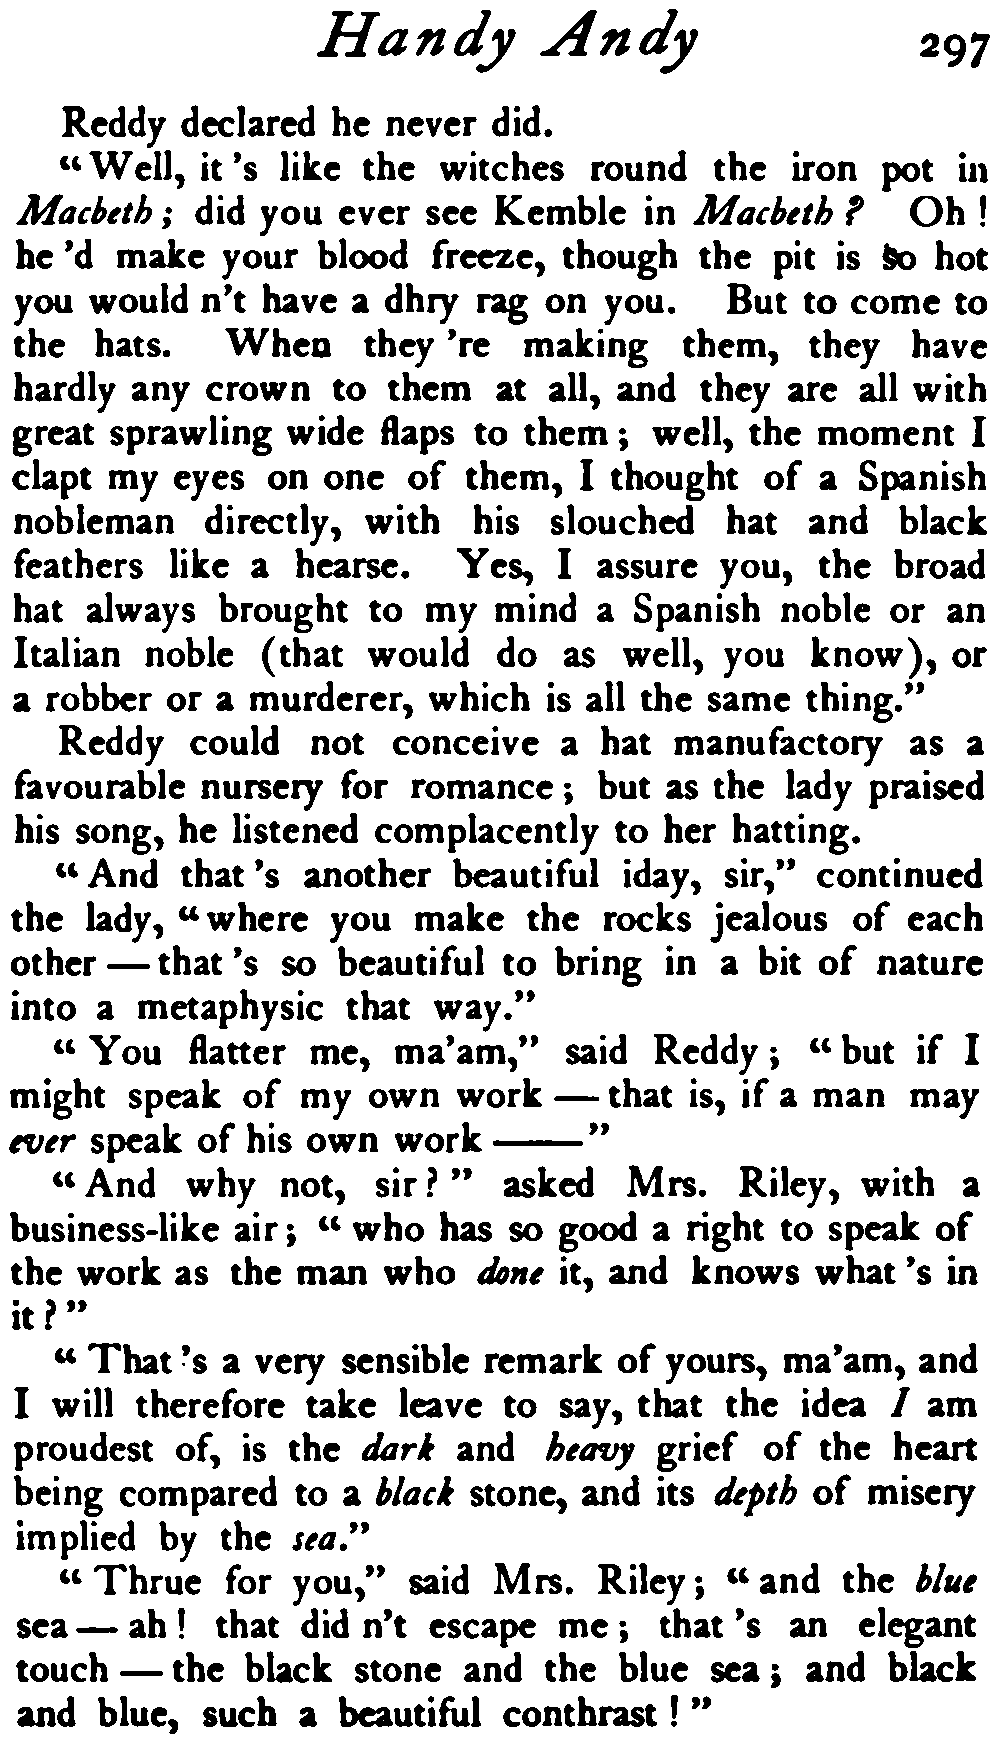 Handy Andy 297
Reddy declared he never did.
“Well, it 's like the witches round the iron pot in
Macbeth; did you ever see Kemble in Macbeth? Oh!
he 'd make your blood freeze, though the pit is so hot
you would n't have a dhry rag on you. But to come to
the hats. When they 're making them, they have
hardly any crown to them at all, and they are all with
great sprawling wide flaps to them; well, the moment I
clapt my eyes on one of them, I thought of a Spanish
nobleman directly, with his slouched hat and black
feathers like a hearse. Yes, I assure you, the broad
hat always brought to my mind a Spanish noble or an
Italian noble (that would do as well, you know), or
a robber or a murderer, which is all the same thing.”
Reddy could not conceive a hat manufactory as a
favourable nursery for romance; but as the lady praised
his song, he listened complacently to her hatting.
“And that 's another beautiful iday, sir,” continued
the lady, “where you make the rocks jealous of each
other — that 's so beautiful to bring in a bit of nature
into a metaphysic that way.”
“You flatter me, ma'am,” said Reddy; “but if I
might speak of my own work — that is, if a man may
ever speak of his own work ——”
“And why not, sir?” asked Mrs. Riley, with a
business-like air; “who has so good a right to speak of
the work as the man who done it, and knows what 's in
it?”
“That 's a very sensible remark of yours, ma'am, and
I will therefore take leave to say, that the idea I am
proudest of, is the dark and heavy grief of the heart
being compared to a black stone, and its depth of misery
implied by the sea.”
“Thrue for you,” said Mrs. Riley; “and the blue
sea — ah! that did n't escape me; that 's an elegant
touch — the black stone and the blue sea; and black
and blue, such a beautiful conthrast!”